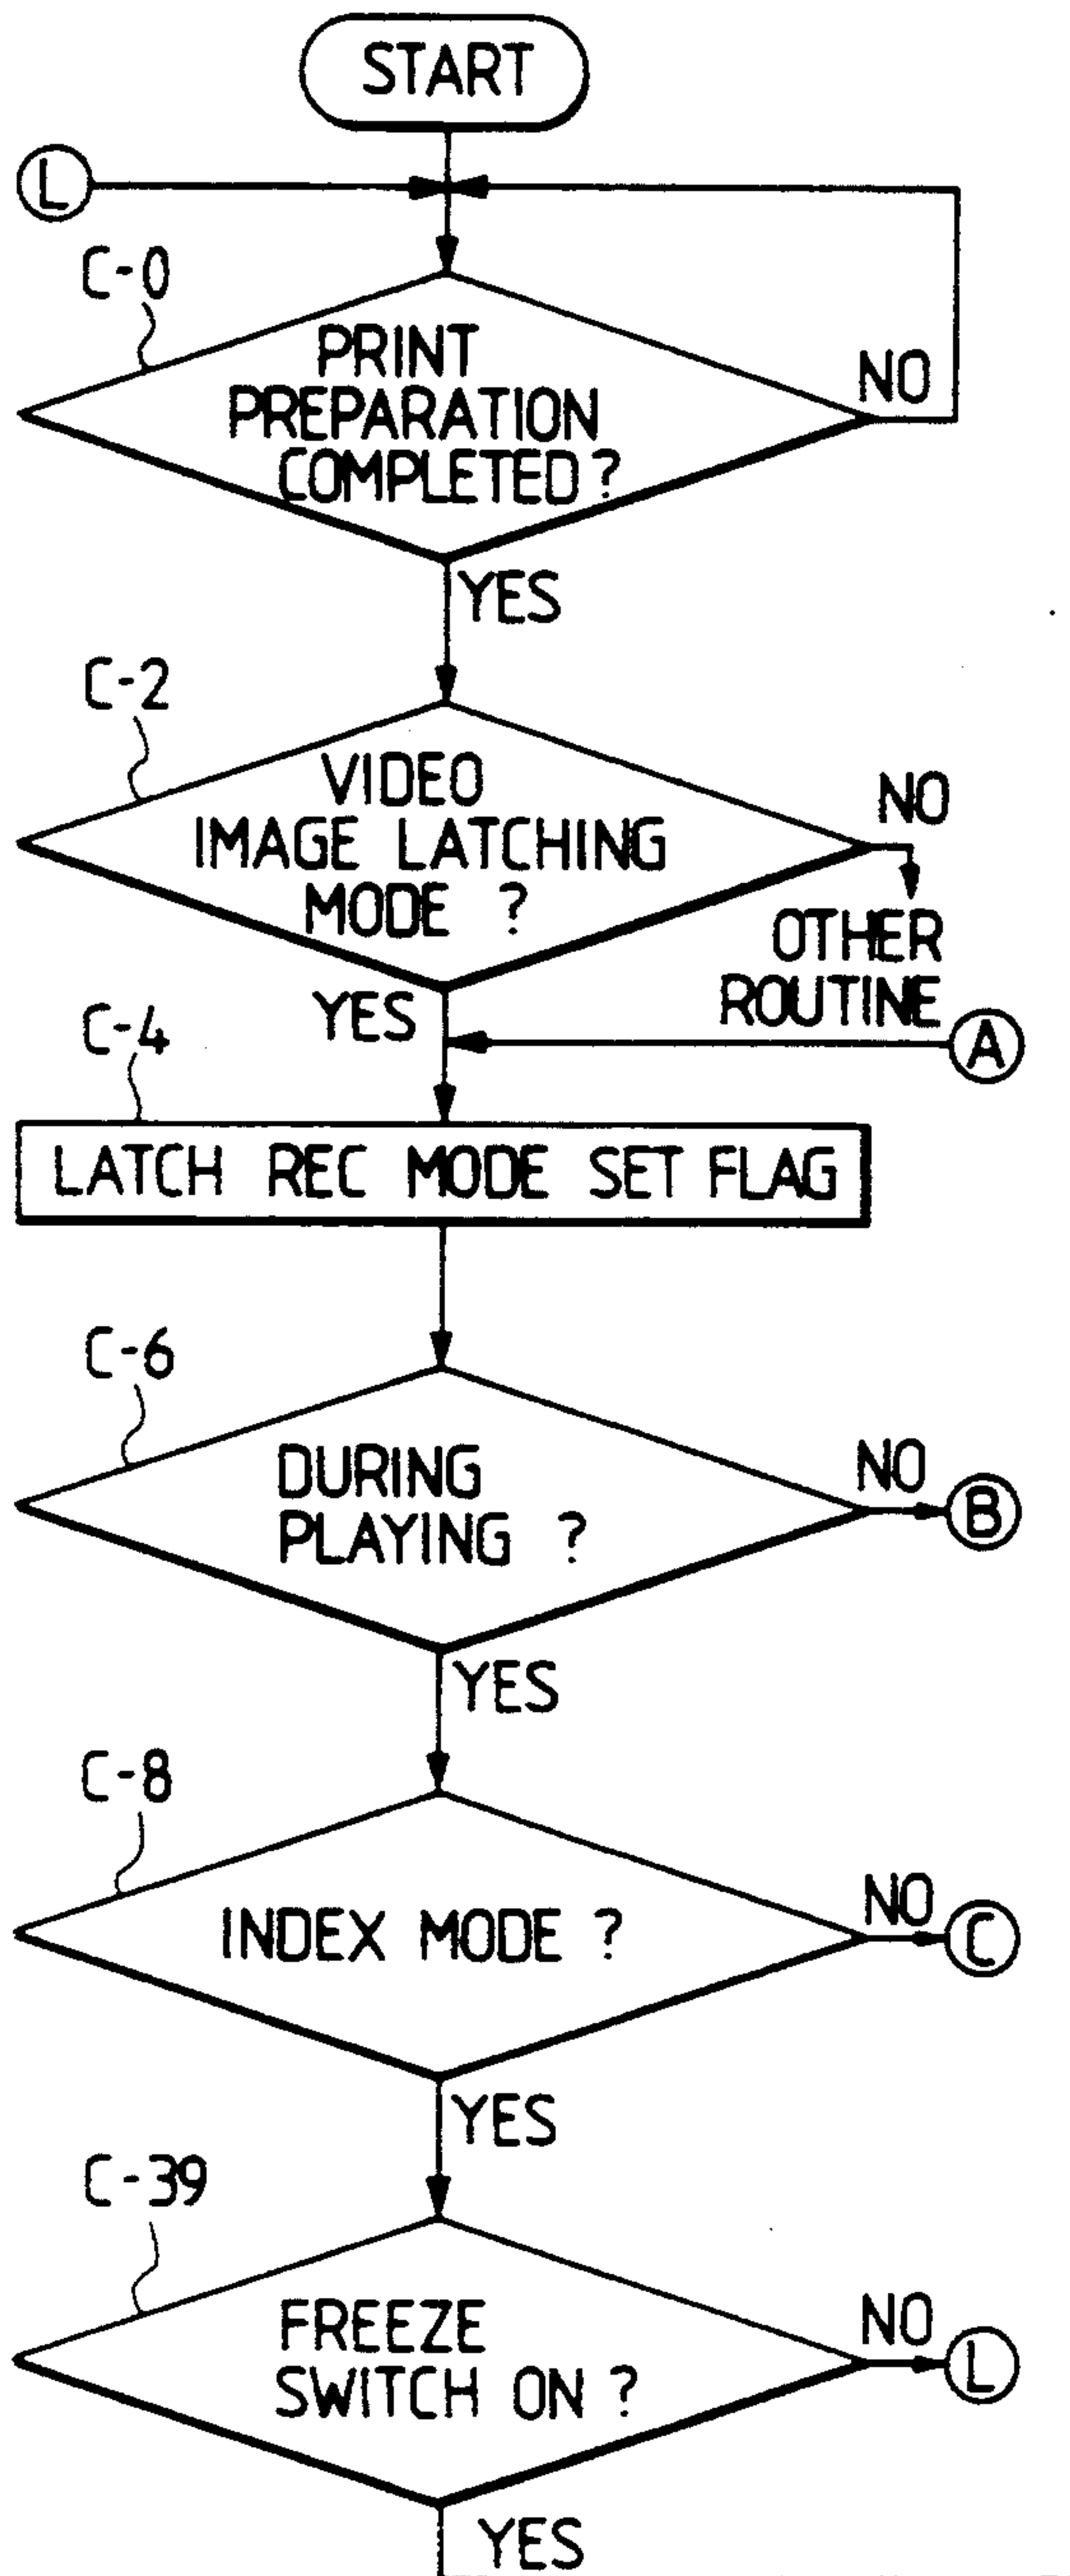 START
L
C-0
PRINT
PREPARATION
COMPLETED ?
NO
YES
C-2
VIDEO
IMAGE LATCHING
MODE ?
NO
OTHER
ROUTINE
YES
A
C-4
LATCH REC MODE SET FLAG
C-6
DURING
PLAYING ?
NO
B
YES
C-8
INDEX MODE ?
NO
C
YES
C-39
FREEZE
SWITCH ON ?
NO
L
YES